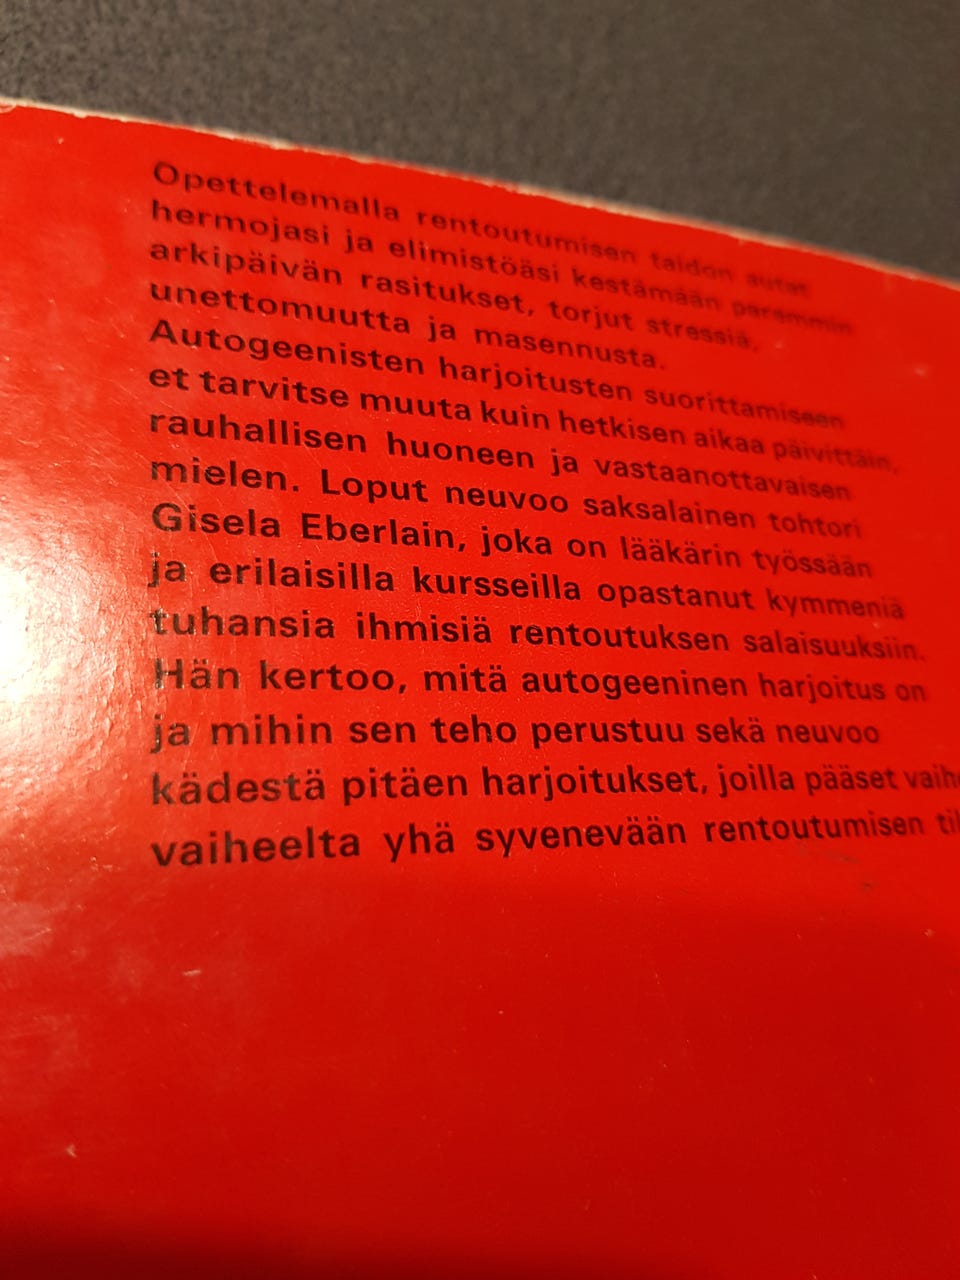 Opettelemalla rentoutumisen taidon autat
hermojasi ja elimistöäsi kestämään paremmin
arkipäivän rasitukset, torjut stressiä,
unettomuutta ja masennusta.
Autogeenisten harjoitusten suorittamiseen
et tarvitse muuta kuin hetkisen aikaa päivittäin,
rauhallisen huoneen ja vastaanottavaisen
mielen. Loput neuvoo saksalainen tohtori
Gisela Eberlain, joka on lääkärin työssään
ja erilaisilla kursseilla opastanut kymmeniä
tuhansia ihmisiä rentoutuksen salaisuuksiin.
Hän kertoo, mitä autogeeninen harjoitus on
ja mihin sen teho perustuu sekä neuvoo
kädestä pitäen harjoitukset, joilla pääset
vaiheelta yhä syvenevään rentoutumisen